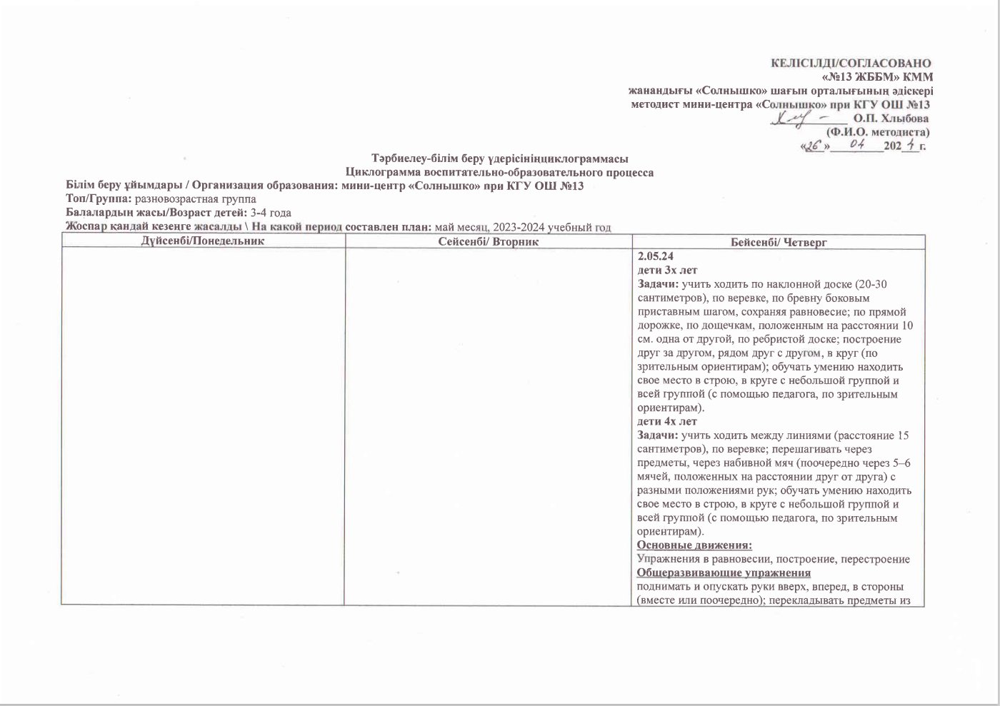 КЕЛІСІЛДІ/СОГЛАСОВАНО
«№13 ЖББМ» КММ
жанандығы «Солнышко» шағын орталығының әдіскері
методист мини-центра «Солнышко» при КГУ ОШ №13
О.П. Хлыбова
(Ф.И.О. методиста)
«26»   04   2024 г.
Тәрбиелеу-білім беру үдерісініңциклограммасы
Циклограмма воспитательно-образовательного процесса
Білім беру ұйымдары / Организация образования: мини-центр «Солнышко» при КГУ ОШ №13
Топ/Группа: разновозрастная группа
Балалардың жасы/Возраст детей: 3-4 года
Жоспар қандай кезеңге жасалды \ На какой период составлен план: май месяц, 2023-2024 учебный год
Дүйсенбі/Понедельник
Сейсенбі/ Вторник
Бейсенбі/ Четверг
2.05.24
дети 3х лет
Задачи: учить ходить по наклонной доске (20-30
сантиметров), по веревке, по бревну боковым
приставным шагом, сохраняя равновесие; по прямой
дорожке, по дощечкам, положенным на расстоянии 10
см. одна от другой, по ребристой доске; построение
друг за другом, рядом друг с другом, в круг (по
зрительным ориентирам); обучать умению находить
свое место в строю, в круге с небольшой группой и
всей группой (с помощью педагога, по зрительным
ориентирам).
дети 4х лет
Задачи: учить ходить между линиями (расстояние 15
сантиметров), по веревке; перешагивать через
предметы, через набивной мяч (поочередно через 5–6
мячей, положенных на расстоянии друг от друга) с
разными положениями рук; обучать умению находить
свое место в строю, в круге с небольшой группой и
всей группой (с помощью педагога, по зрительным
ориентирам).
Основные движения:
Упражнения в равновесии, построение, перестроение
Общеразвивающие упражнения
поднимать и опускать руки вверх, вперед, в стороны
(вместе или поочередно); перекладывать предметы из